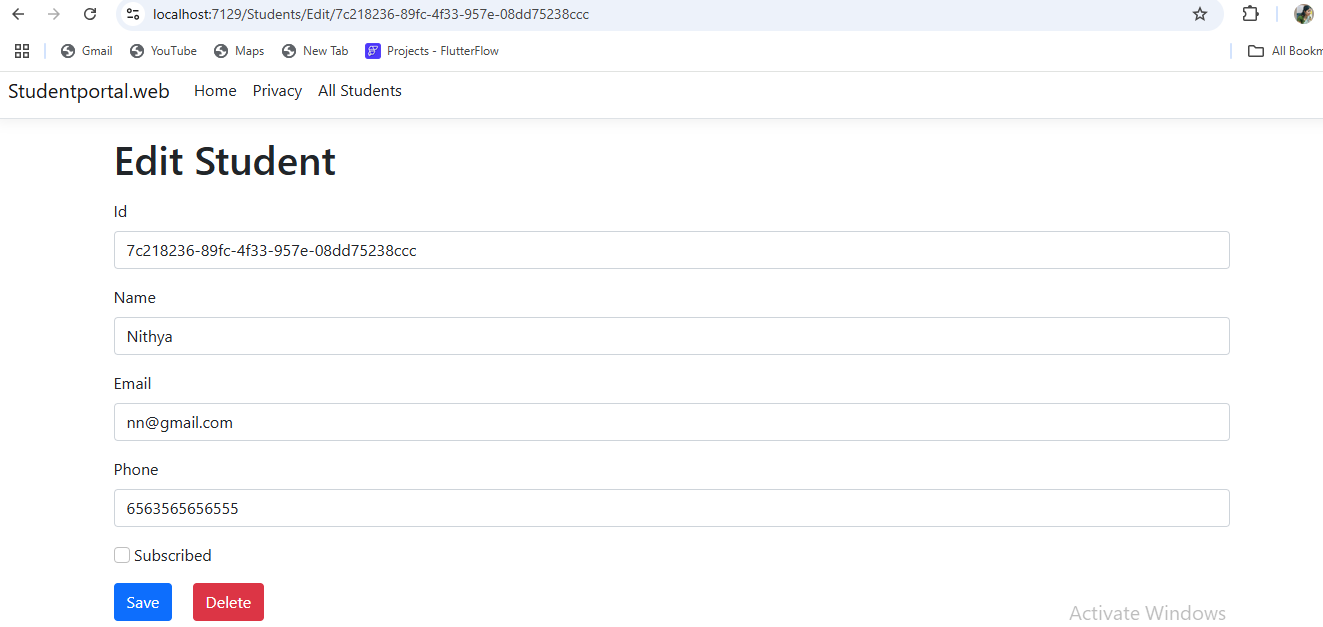 localhost:7129/Students/Edit/7c218236-89fc-4f33-957e-08dd75238ccc
Gmail YouTube Maps New Tab Projects - FlutterFlow All Bookm
Studentportal.web Home Privacy All Students
Edit Student
Id
7c218236-89fc-4f33-957e-08dd75238ccc
Name
Nithya
Email
nn@gmail.com
Phone
6563565656555
Subscribed
Save Delete
Activate Windows